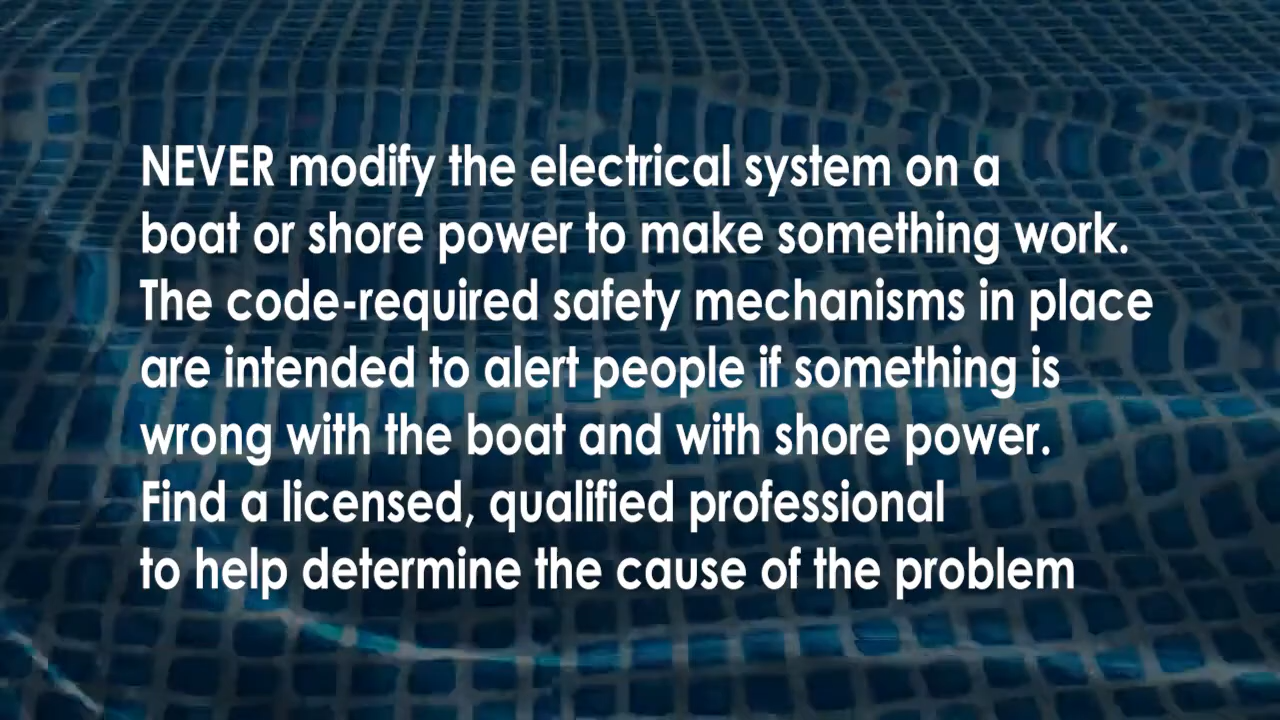 NEVER modify the electrical system on a
boat or shore power to make something work.
The code-required safety mechanisms in place
are intended to alert people if something is
wrong with the boat and with shore power.
Find a licensed, qualified professional
to help determine the cause of the problem